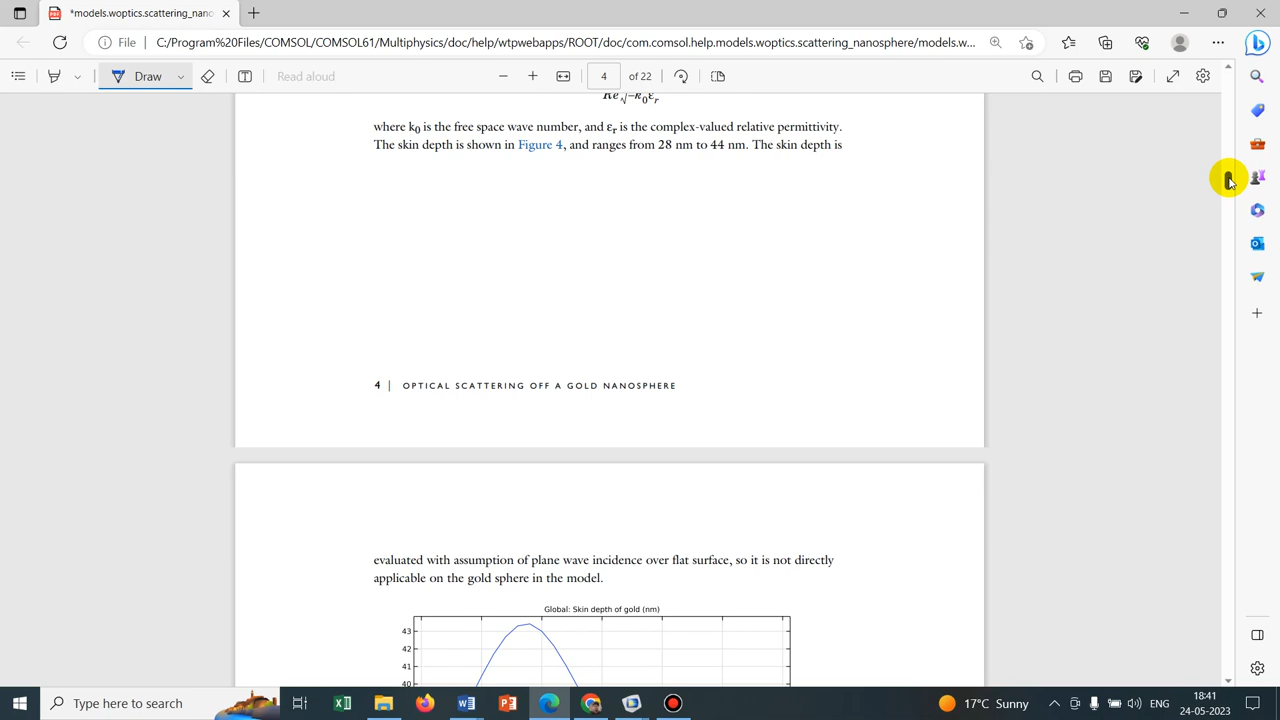 *models.woptics.scattering_nano
File
C:/Program%20Files/COMSOL/COMSOL61/Multiphysics/doc/help/wtpwebapps/ROOT/doc/com.comsol.help.models.woptics.scattering_nanosphere/models.w...
Draw
Read aloud
4
of 22
Re√−k0εr
where k0 is the free space wave number, and εr is the complex-valued relative permittivity.
The skin depth is shown in Figure 4, and ranges from 28 nm to 44 nm. The skin depth is
4 | OPTICAL SCATTERING OFF A GOLD NANOSPHERE
evaluated with assumption of plane wave incidence over flat surface, so it is not directly
applicable on the gold sphere in the model.
Global: Skin depth of gold (nm)
43
42
41
40
Type here to search
17°C Sunny
ENG
18:41
24-05-2023